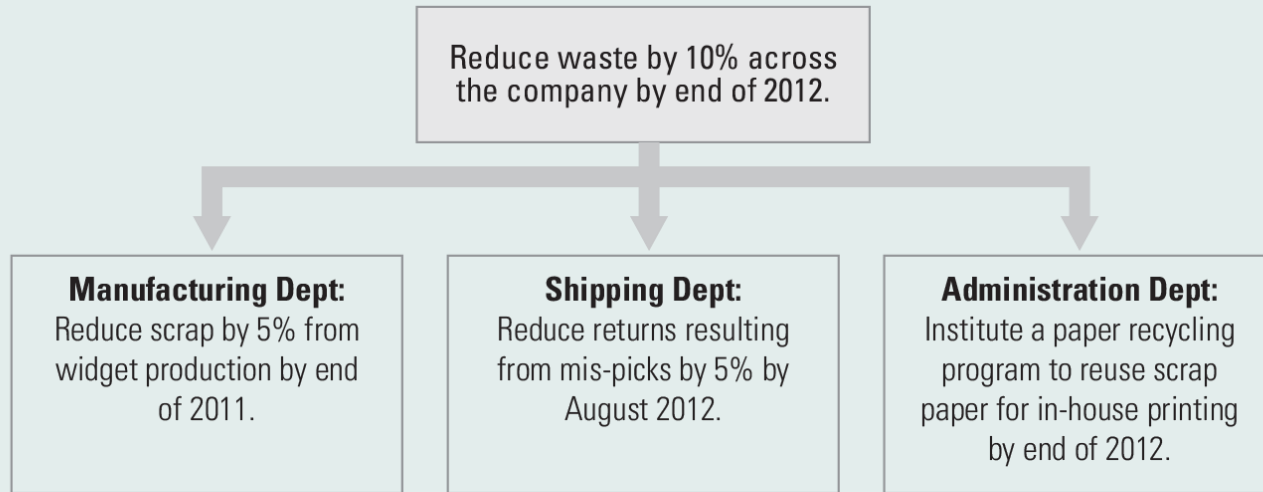 Reduce waste by 10% across
the company by end of 2012.
Manufacturing Dept:
Reduce scrap by 5% from
widget production by end
of 2011.
Shipping Dept:
Reduce returns resulting
from mis-picks by 5% by
August 2012.
Administration Dept:
Institute a paper recycling
program to reuse scrap
paper for in-house printing
by end of 2012.